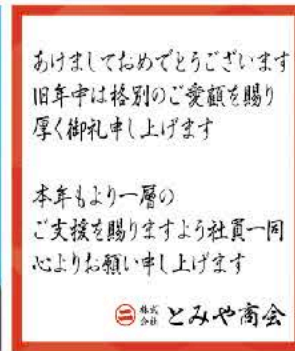 あけましておめでとうございます
旧年中は格別のご愛顧を賜り
厚く御礼申し上げます
本年もより一層の
ご支援を賜りますよう社員一同
心よりお願い申し上げます
株式会社 とみや商会